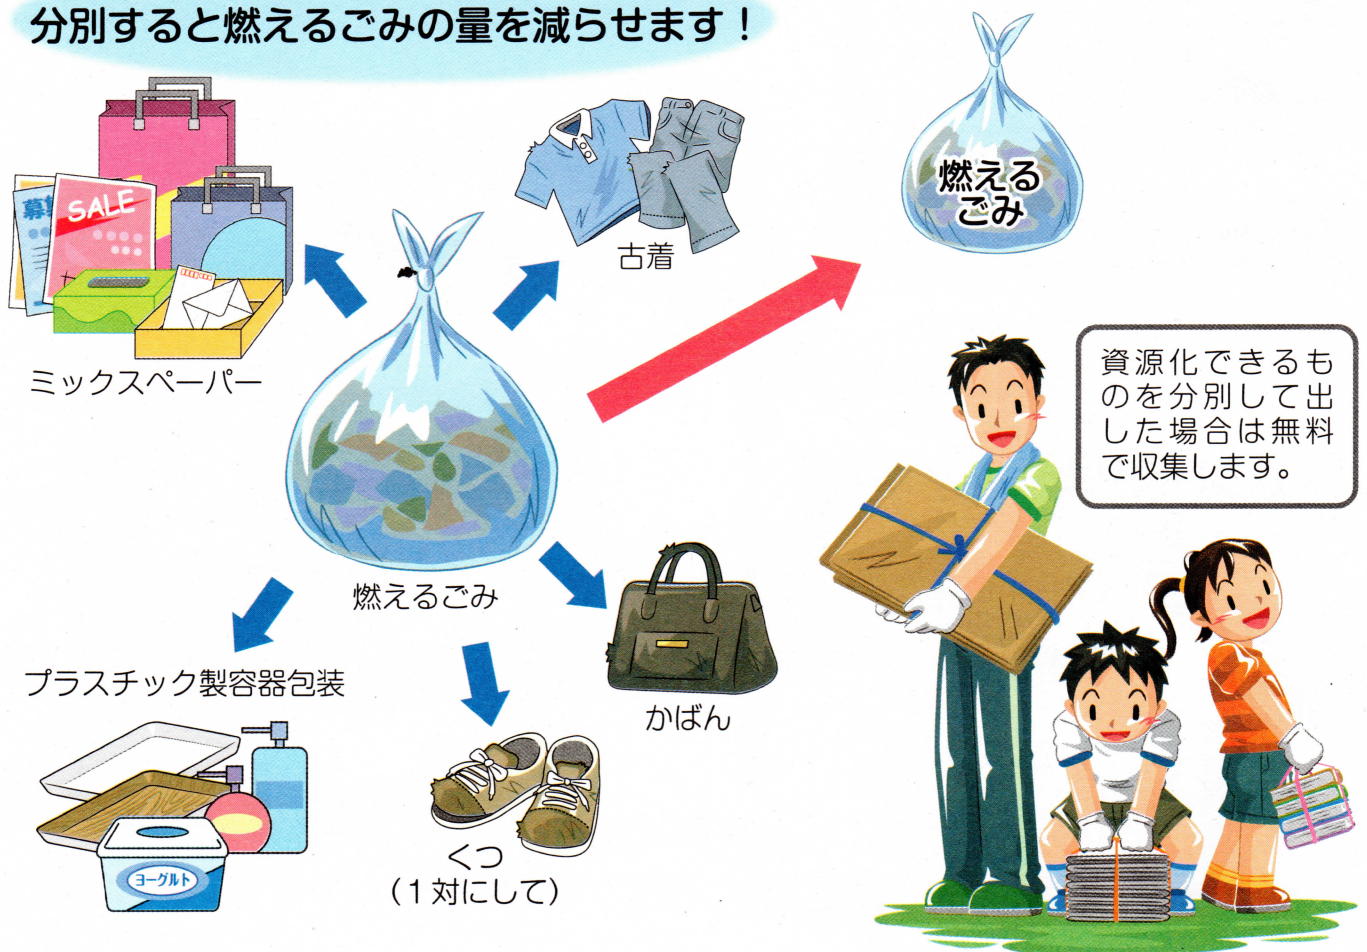 分別すると燃えるごみの量を減らせます！
燃える
ごみ
SALE
古着
ミックスペーパー
資源化できるも
のを分別して出
した場合は無料
で収集します。
燃えるごみ
プラスチック製容器包装
かばん
くつ
（1対にして）
ヨーグルト